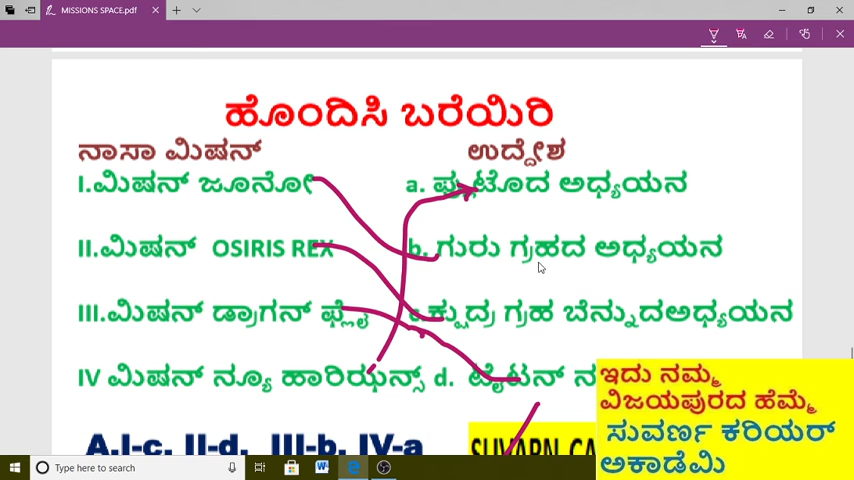 MISSIONS SPACE.pdf
ಹೊಂದಿಸಿ ಬರೆಯಿರಿ
ನಾಸಾ ಮಿಷನ್ ಉದ್ದೇಶ
I.ಮಿಷನ್ ಜೂನೋ a. ಪ್ಲುಟೊದ ಅಧ್ಯಯನ
II.ಮಿಷನ್ OSIRIS REX b. ಗುರು ಗ್ರಹದ ಅಧ್ಯಯನ
III.ಮಿಷನ್ ಡ್ರಾಗನ್ ಫ್ಲೈ c.ಕ್ಷುದ್ರ ಗ್ರಹ ಬೆನ್ನುದಅಧ್ಯಯನ
IV ಮಿಷನ್ ನ್ಯೂ ಹಾರಿಝನ್ಸ್ d. ಟೈಟನ್
ಇದು ನಮ್ಮ
ವಿಜಯಪುರದ ಹೆಮ್ಮೆ
ಸುವರ್ಣ ಕರಿಯರ್
ಅಕಾಡೆಮಿ
A.I-c, II-d, III-b, IV-a
Type here to search